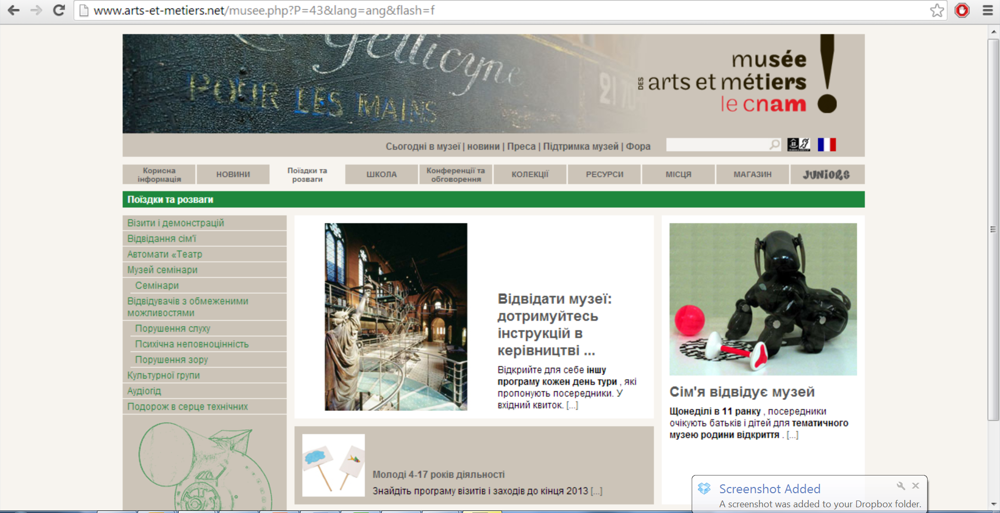 www.arts-et-metiers.net/musee.php?P=43&lang=ang&flash=f
Gellicyne
POUR LES MAINS
21 70
musée
DES arts et métiers
le cnam
Сьогодні в музеї | новини | Преса | Підтримка музей | Фора
Корисна
інформація
НОВИНИ
Поїздки та
розваги
ШКОЛА
Конференції та
обговорення
КОЛЕКЦІЇ
РЕСУРСИ
МІСЦЯ
МАГАЗИН
JUNiORS
Поїздки та розваги
Візити і демонстрацій
Відвідання сім'ї
Автомати «Театр
Музей семінари
Семінари
Відвідувачів з обмеженими
можливостями
Порушення слуху
Психічна неповноцінність
Порушення зору
Культурної групи
Аудіогід
Подорож в серце технічних
Відвідати музеї:
дотримуйтесь
інструкцій в
керівництві ...
Відкрийте для себе іншу
програму кожен день тури , які
пропонують посередники. У
вхідний квиток. [...]
Молоді 4-17 років діяльності
Знайдіть програму візитів і заходів до кінця 2013 [...]
Сім'я відвідує музей
Щонеділі в 11 ранку , посередники
очікують батьків і дітей для тематичного
музею родини відкриття . [...]
Screenshot Added
A screenshot was added to your Dropbox folder.